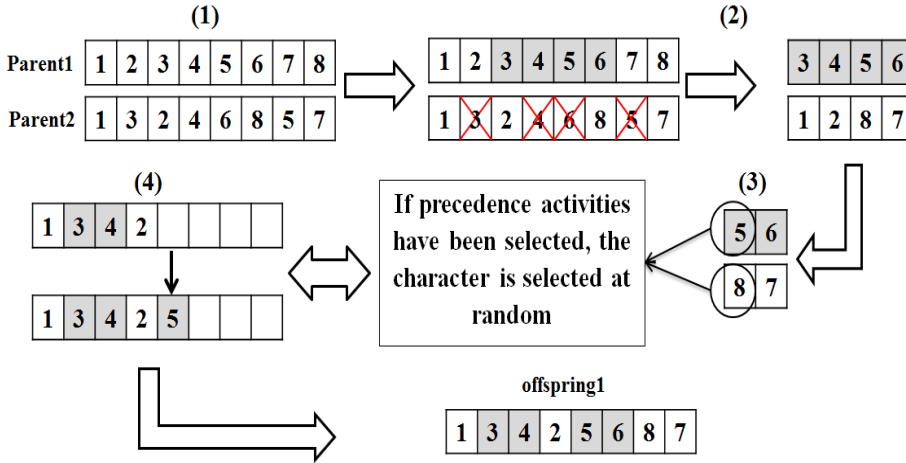 (1)
(2)
Parent1
1 2 3 4 5 6 7 8
1 2 3 4 5 6 7 8
3 4 5 6
Parent2
1 3 2 4 6 8 5 7
1 3 2 4 6 8 5 7
1 2 8 7
(4)
(3)
1 3 4 2
If precedence activities
have been selected, the
character is selected at
random
5 6
8 7
1 3 4 2 5
offspring1
1 3 4 2 5 6 8 7